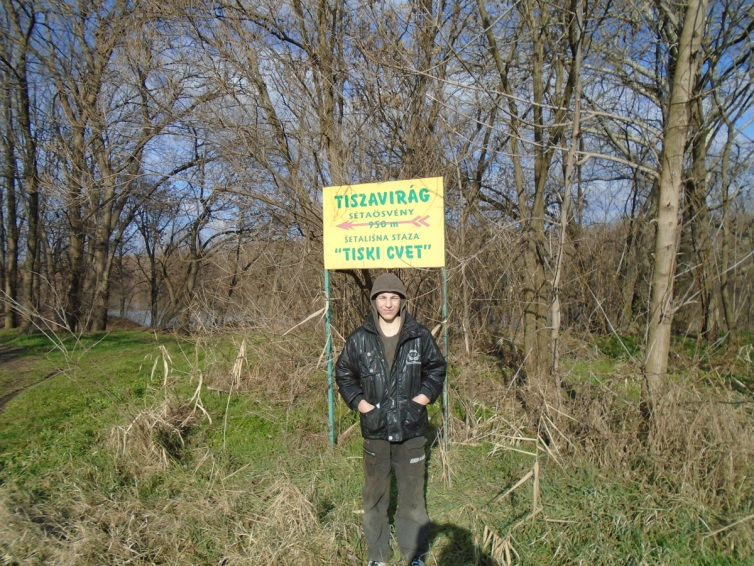 TISZAVIRÁG
SÉTAÖSVÉNY
950 m
ŠETALIŠNA STAZA
"TISKI CVET"